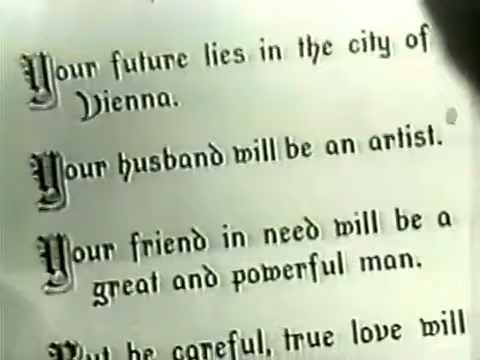 Your future lies in the city of
Vienna.
Your husband will be an artist.
Your friend in need will be a
great and powerful man.
But be careful, true love will